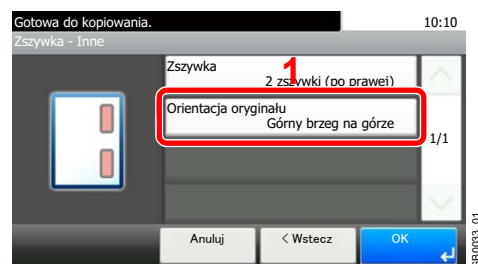 Gotowa do kopiowania. 10:10
Zszywka - Inne
Zszywka
1
2 zszywki (po prawej)
Orientacja oryginału
Górny brzeg na górze
1/1
Anuluj < Wstecz OK
GB0033_01